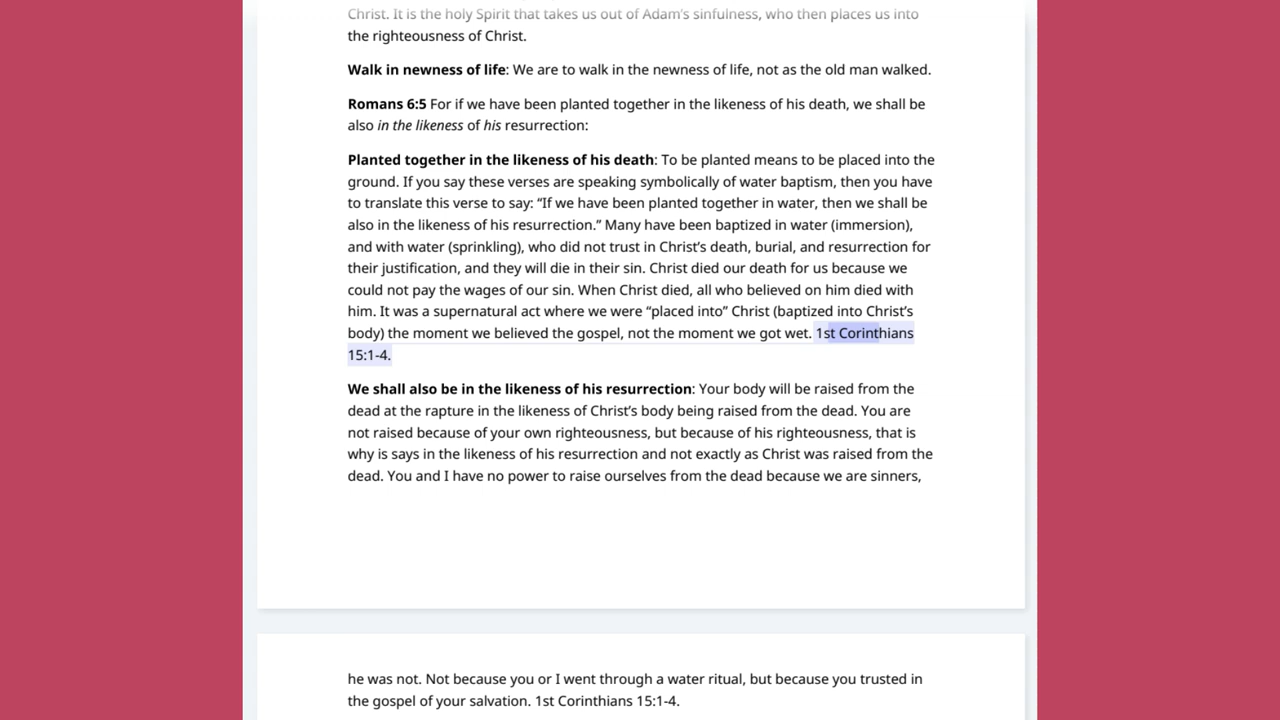 Christ. It is the holy Spirit that takes us out of Adam's sinfulness, who then places us into
the righteousness of Christ.
Walk in newness of life: We are to walk in the newness of life, not as the old man walked.
Romans 6:5 For if we have been planted together in the likeness of his death, we shall be
also in the likeness of his resurrection:
Planted together in the likeness of his death: To be planted means to be placed into the
ground. If you say these verses are speaking symbolically of water baptism, then you have
to translate this verse to say: “If we have been planted together in water, then we shall be
also in the likeness of his resurrection.” Many have been baptized in water (immersion),
and with water (sprinkling), who did not trust in Christ’s death, burial, and resurrection for
their justification, and they will die in their sin. Christ died our death for us because we
could not pay the wages of our sin. When Christ died, all who believed on him died with
him. It was a supernatural act where we were “placed into” Christ (baptized into Christ’s
body) the moment we believed the gospel, not the moment we got wet. 1st Corinthians
15:1-4.
We shall also be in the likeness of his resurrection: Your body will be raised from the
dead at the rapture in the likeness of Christ’s body being raised from the dead. You are
not raised because of your own righteousness, but because of his righteousness, that is
why is says in the likeness of his resurrection and not exactly as Christ was raised from the
dead. You and I have no power to raise ourselves from the dead because we are sinners,
he was not. Not because you or I went through a water ritual, but because you trusted in
the gospel of your salvation. 1st Corinthians 15:1-4.